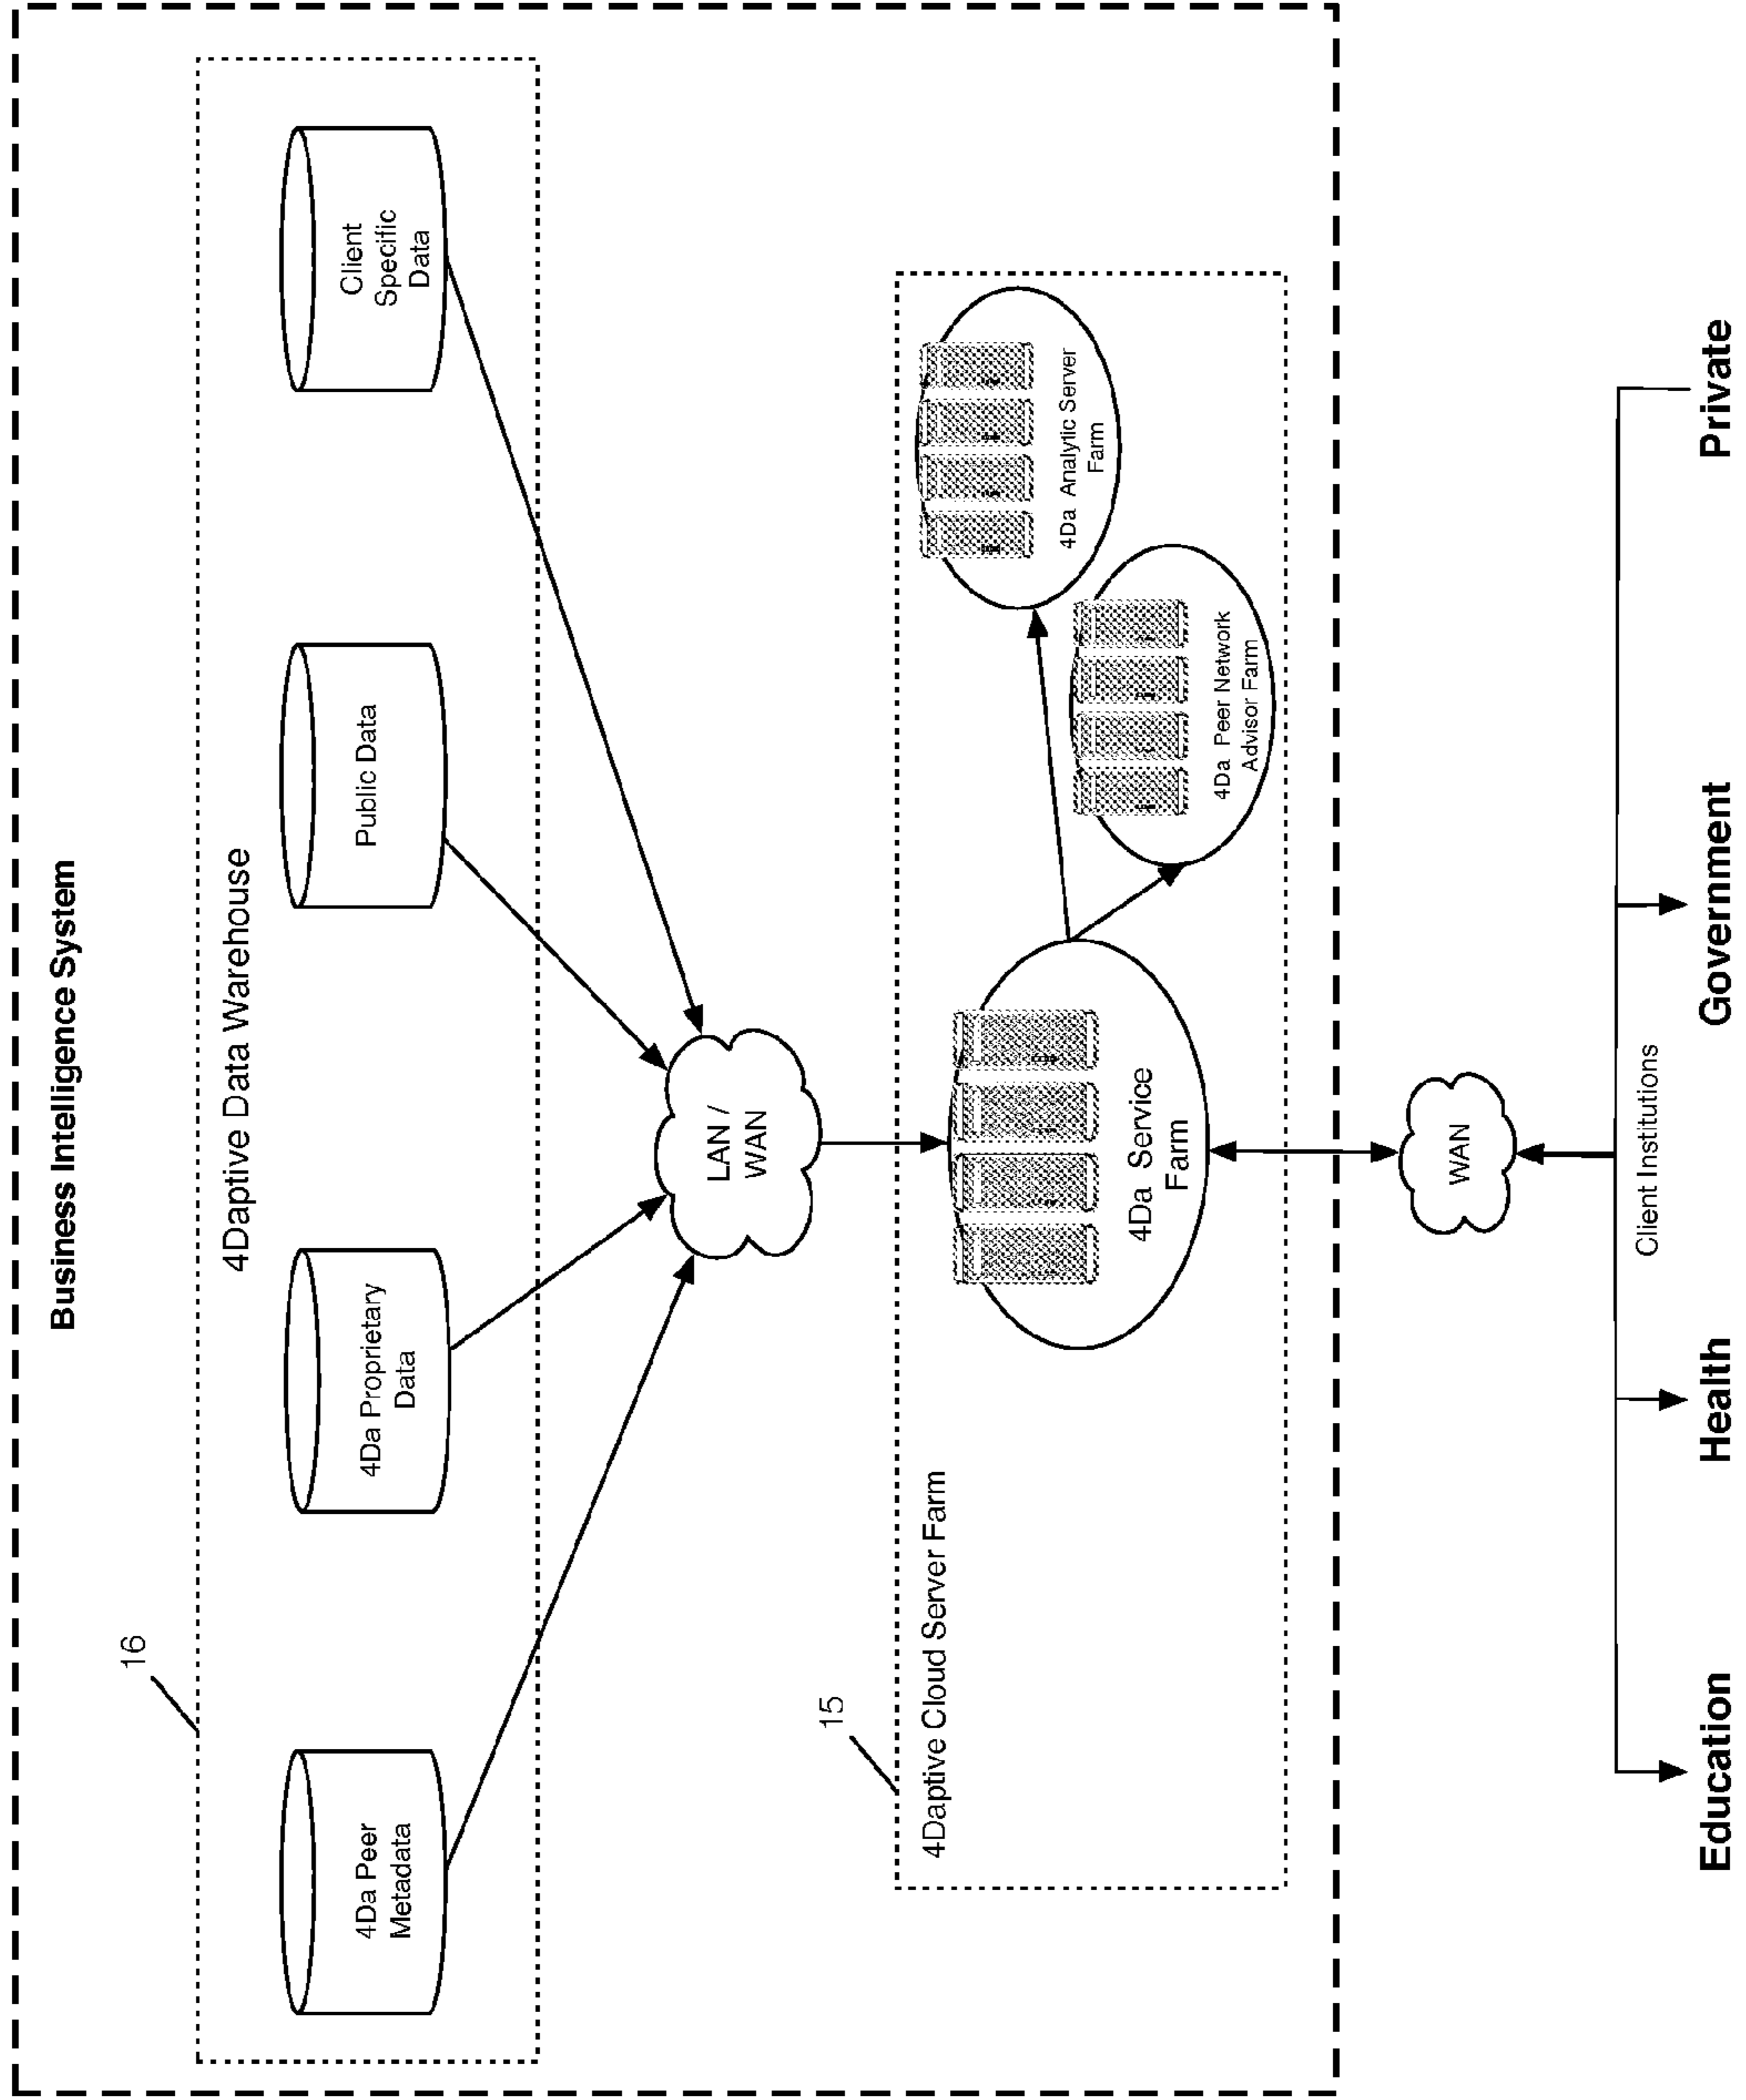 Business Intelligence System
16
4Daptive Data Warehouse
4Da Peer
Metadata
4Da Proprietary
Data
Public Data
Client
Specific
Data
LAN /
WAN
15
4Daptive Cloud Server Farm
4Da Service
Farm
4Da Peer Network
Advisor Farm
4Da Analytic Server
Farm
WAN
Client Institutions
Education
Health
Government
Private